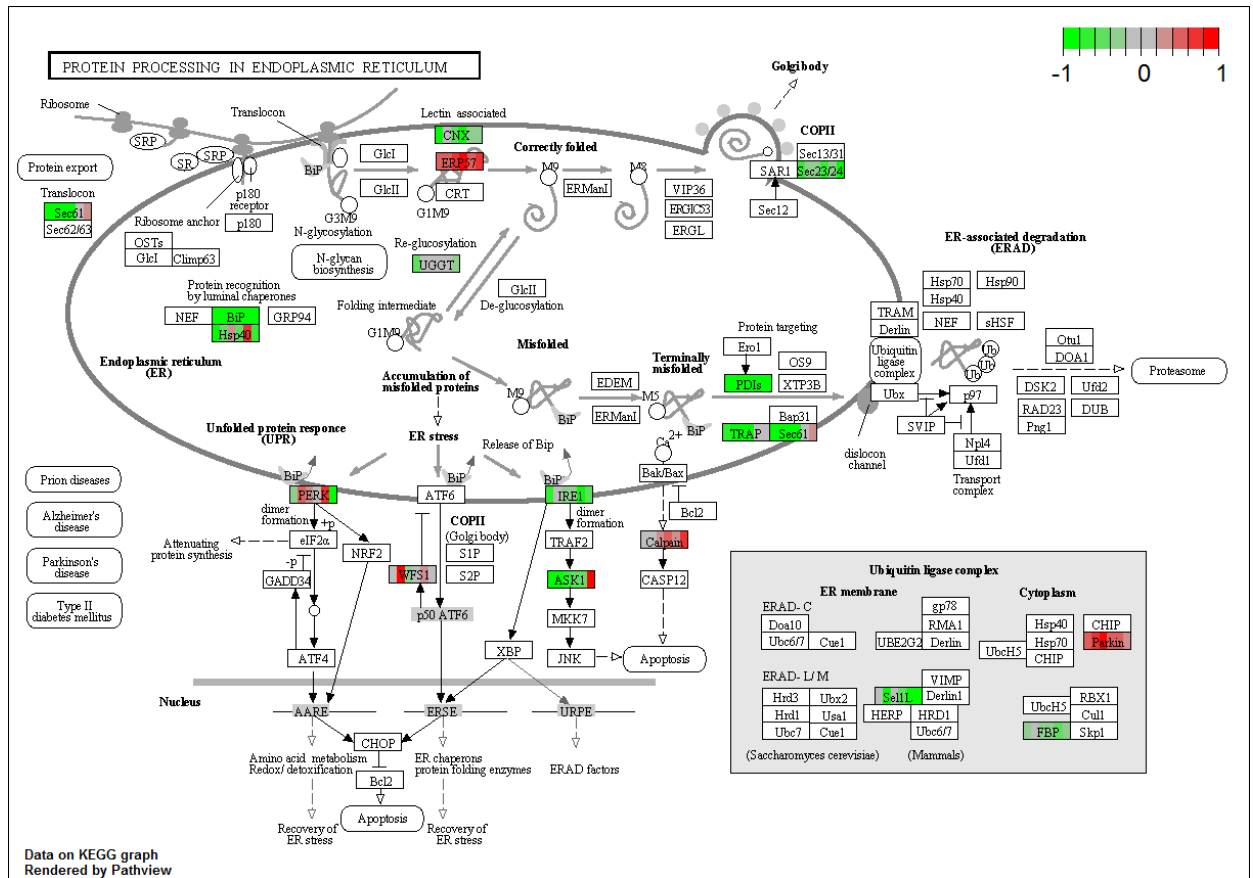 PROTEIN PROCESSING IN ENDOPLASMIC RETICULUM
-1 0 1
Golgi body
Ribosome
SRP
SR
SRP
Translocon
BiP
GlcI
GlcII
G3M9
N-glycosylation
N-glycan
biosynthesis
Lectin associated
CNX
ERP57
CRT
G1M9
Correctly folded
M9
ERManI
M8
VIP36
ERGIC53
ERGL
COPII
Sec13/31
SAR1
Sec23/24
Sec12
Protein export
Translocon
Sec61
Sec62/63
p180
receptor
p180
Ribosome anchor
OSTs
GlcI
Climp63
Re-glucosylation
UGGT
GlcII
De-glucosylation
Protein recognition
by luminal chaperones
NEF
BiP
GRP94
Hsp40
Endoplasmic reticulum
(ER)
Folding intermediate
G1M9
Misfolded
Accumulation of
misfolded proteins
M9
BiP
EDEM
ERManI
Terminally
misfolded
M5
BiP
Protein targeting
Ero1
OS9
PDIs
XTP3B
Bap31
TRAP
Sec61
ER-associated degradation
(ERAD)
Hsp70
Hsp40
Hsp90
NEF
sHSF
TRAM
Derlin
Ubiquitin
ligase
complex
Ubx
Ub
Ub
Ub
p97
SVIP
Npl4
Ufd1
Transport
complex
dislocon
channel
Otu1
DOA1
DSK2
Ufd2
RAD23
DUB
Png1
Proteasome
Unfolded protein responce
(UPR)
ER stress
Release of Bip
BiP
BiP
BiP
PERK
ATF6
IRE1
Ca2+
Bak/Bax
Bcl2
dimer
formation
+p
eIF2α
Attenuating
protein synthesis
-p
GADD34
NRF2
ATF4
COPII
(Golgi body)
S1P
S2P
WFS1
p50 ATF6
dimer
formation
TRAF2
ASK1
MKK7
JNK
XBP
Calpain
CASP12
Apoptosis
Prion diseases
Alzheimer's
disease
Parkinson's
disease
Type II
diabetes mellitus
Nucleus
AARE
ERSE
URPE
CHOP
Bcl2
Apoptosis
Amino acid metabolism
Redox/ detoxification
ER chaperons
protein folding enzymes
ERAD factors
Recovery of
ER stress
Recovery of
ER stress
Ubiquitin ligase complex
ER membrane
Cytoplasm
ERAD- C
Doa10
Ubc6/7
Cue1
gp78
RMA1
UBE2G2
Derlin
Hsp40
Hsp70
UbcH5
CHIP
CHIP
Parkin
ERAD- L/ M
Hrd3
Ubx2
Hrd1
Usa1
Ubc7
Cue1
VIMP
Sel1L
Derlin1
HERP
HRD1
Ubc6/7
RBX1
UbcH5
Cul1
FBP
Skp1
(Saccharomyces cerevisiae)
(Mammals)
Data on KEGG graph
Rendered by Pathview